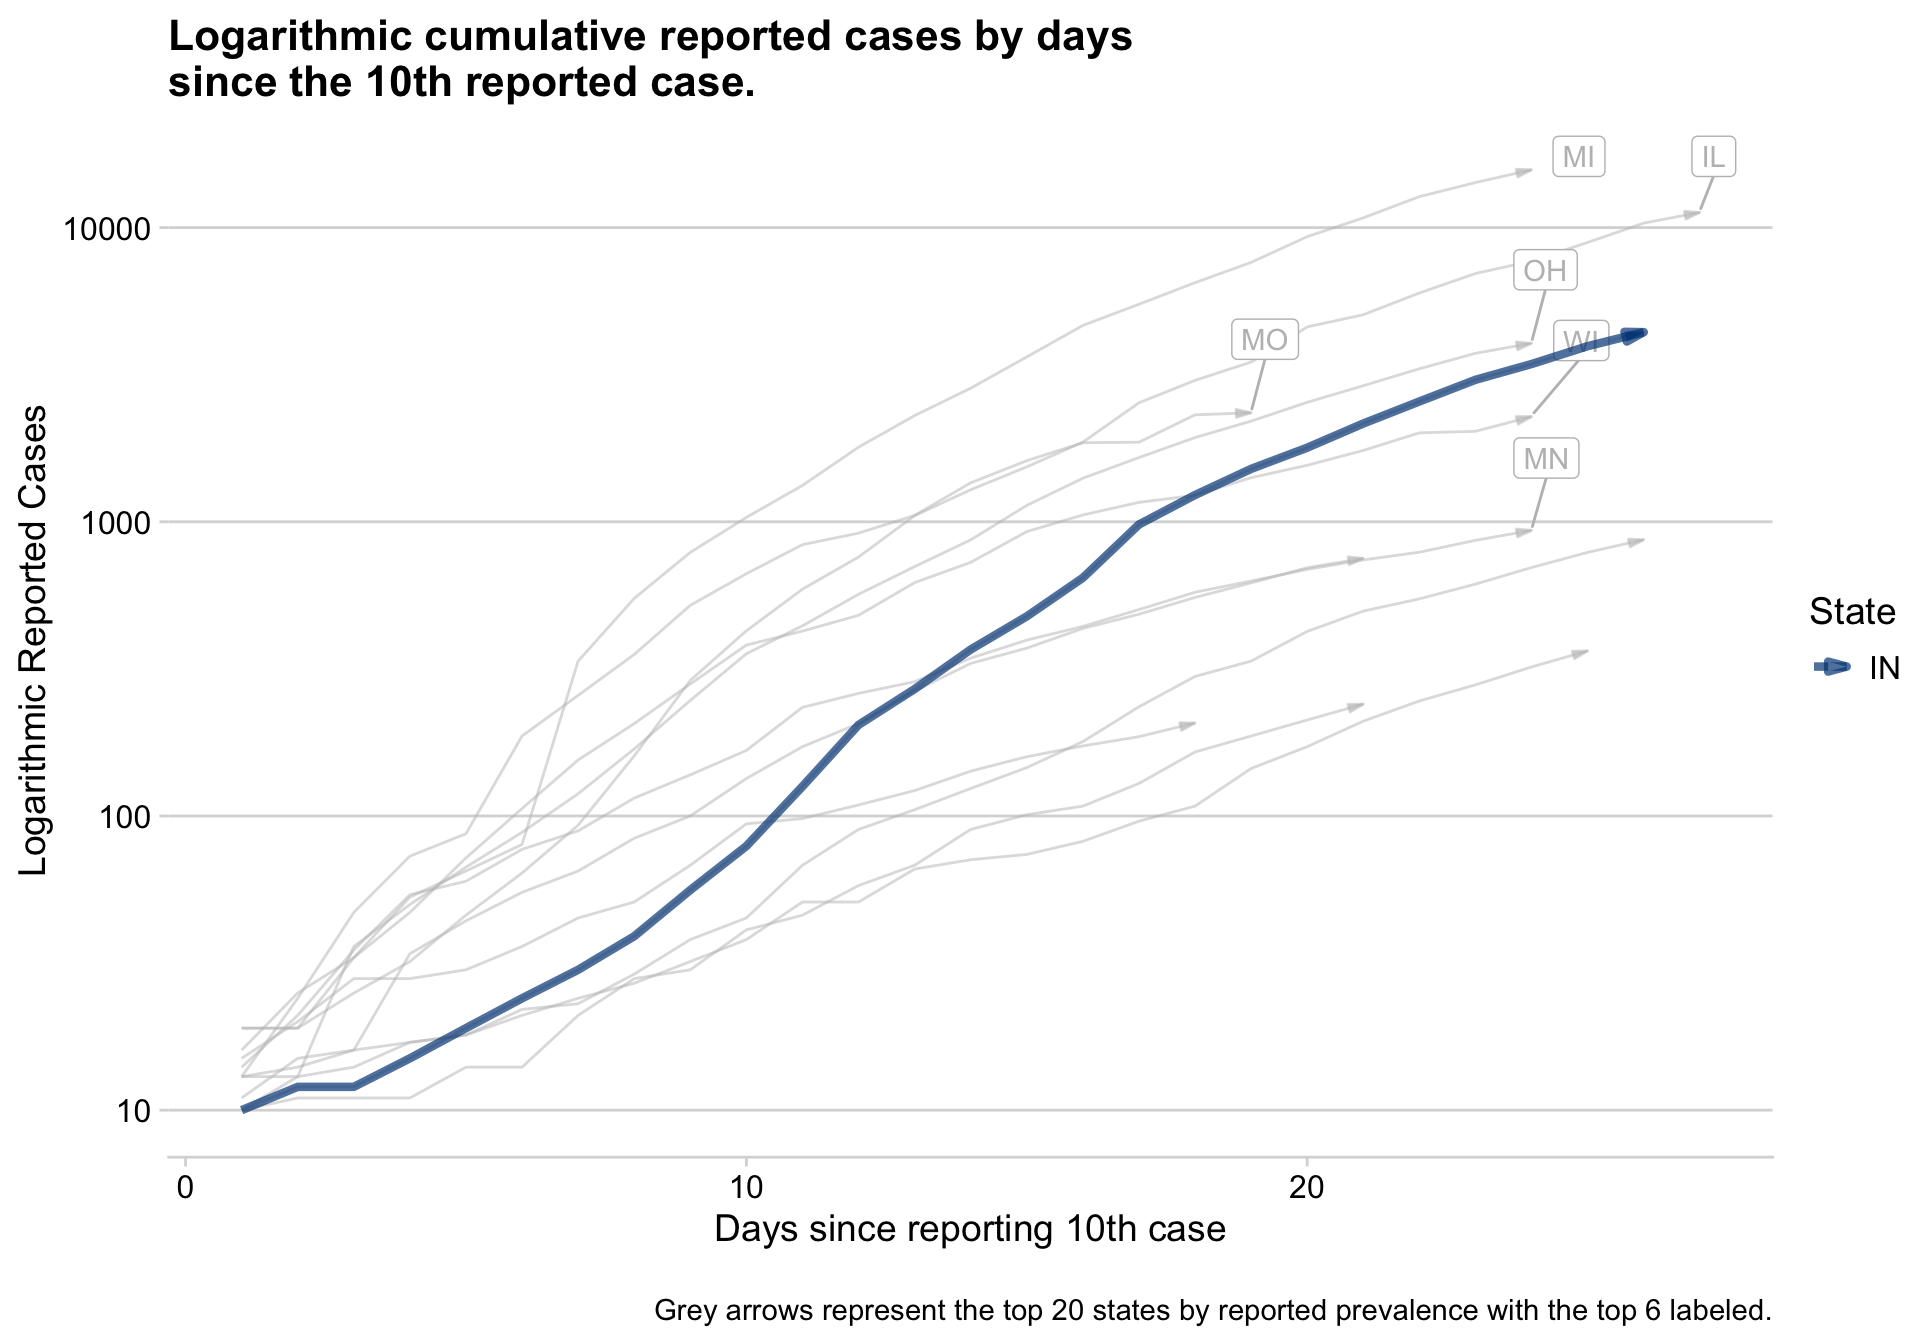 Logarithmic cumulative reported cases by days
since the 10th reported case.
MI
IL
10000
OH
MO
WI
MN
1000
100
10
Logarithmic Reported Cases
State
IN
0
10
20
Days since reporting 10th case
Grey arrows represent the top 20 states by reported prevalence with the top 6 labeled.